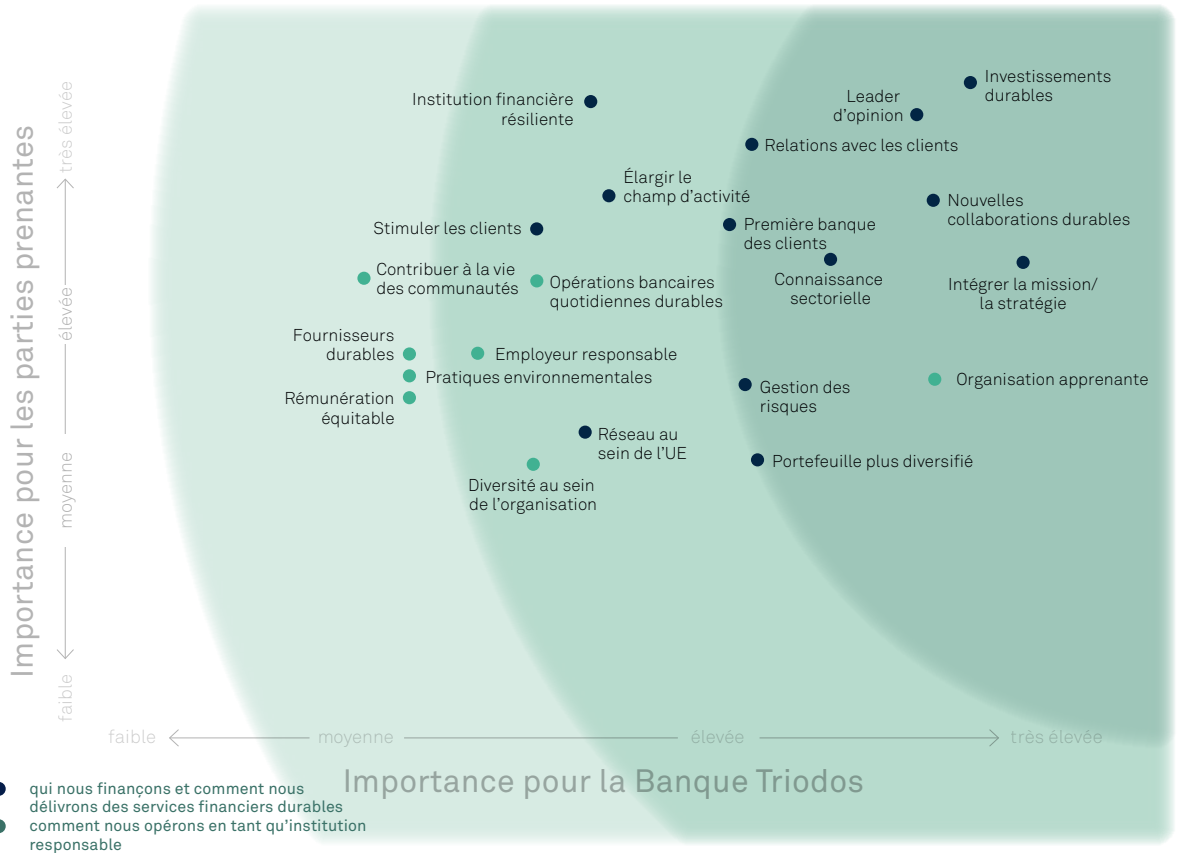 Importance pour les parties prenantes
très élevée
élevée
moyenne
faible
Investissements
durables
Leader
d’opinion
Institution financière
résiliente
Relations avec les clients
Élargir le
champ d’activité
Nouvelles
collaborations durables
Stimuler les clients
Première banque
des clients
Contribuer à la vie
des communautés
Opérations bancaires
quotidiennes durables
Connaissance
sectorielle
Intégrer la mission/
la stratégie
Fournisseurs
durables
Employeur responsable
Pratiques environnementales
Rémunération
équitable
Gestion des
risques
Organisation apprenante
Réseau au
sein de l’UE
Portefeuille plus diversifié
Diversité au sein
de l’organisation
faible
moyenne
élevée
très élevée
Importance pour la Banque Triodos
qui nous finançons et comment nous
délivrons des services financiers durables
comment nous opérons en tant qu’institution
responsable